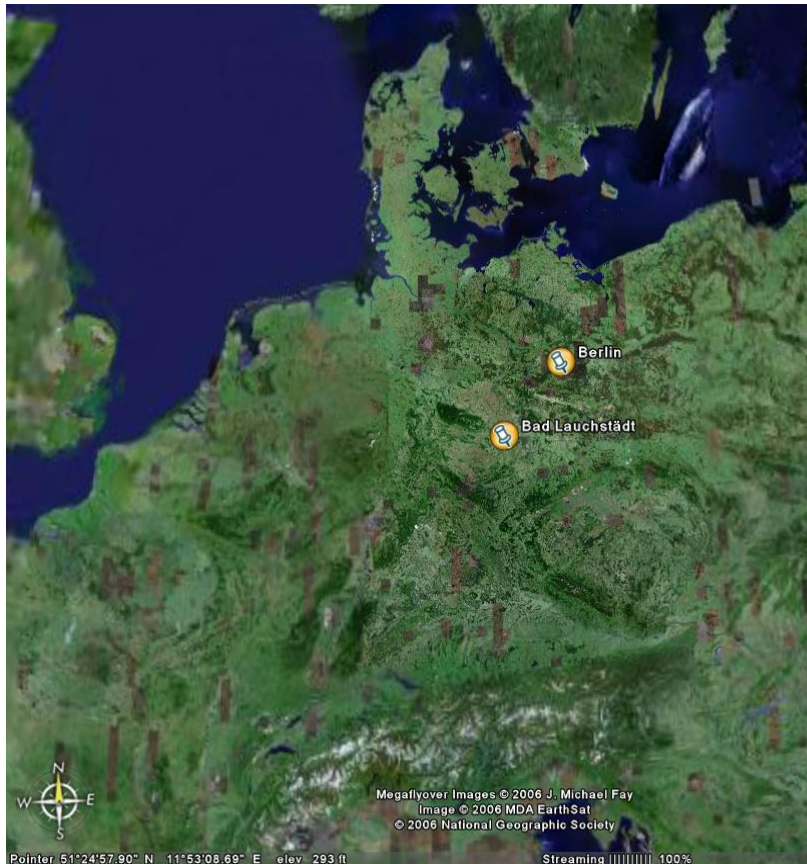 Berlin
Bad Lauchstädt
N
W E
S
Megaflyover Images © 2006 J. Michael Fay
Image © 2006 MDA EarthSat
© 2006 National Geographic Society
Pointer 51°24'57.90" N 11°53'08.69" E elev 293 ft Streaming |||||||||| 100%